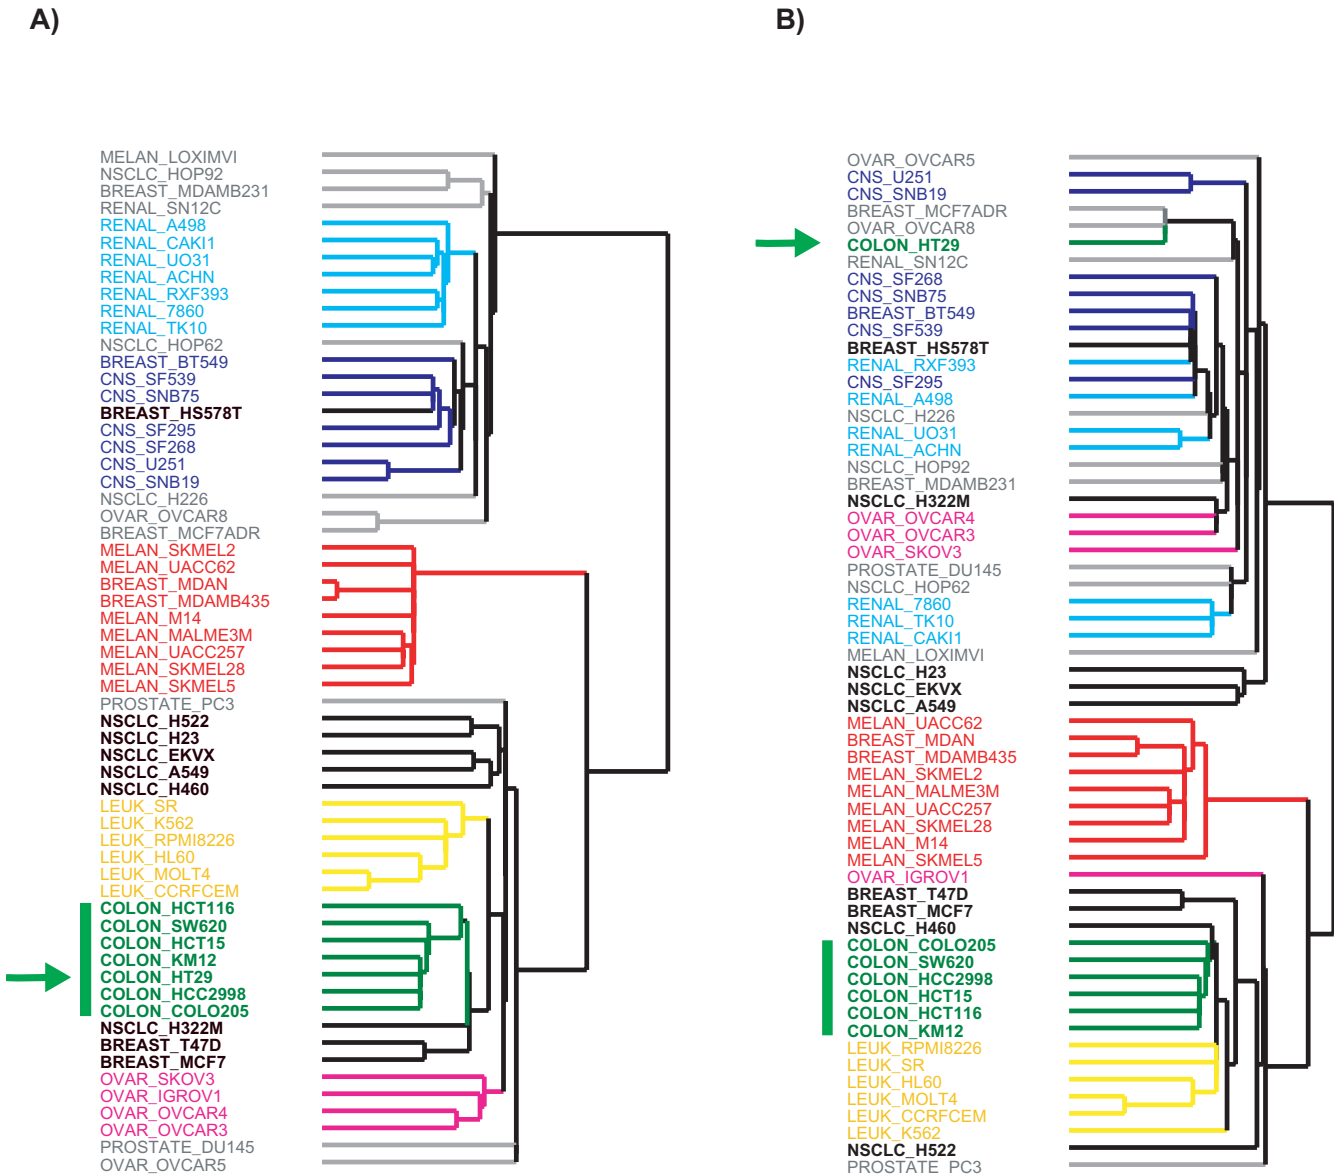 A)
MELAN_LOXIMVI
NSCLC_HOP92
BREAST_MDAMB231
RENAL_SN12C
RENAL_A498
RENAL_CAKI1
RENAL_UO31
RENAL_ACHN
RENAL_RXF393
RENAL_7860
RENAL_TK10
NSCLC_HOP62
BREAST_BT549
CNS_SF539
CNS_SNB75
BREAST_HS578T
CNS_SF295
CNS_SF268
CNS_U251
CNS_SNB19
NSCLC_H226
OVAR_OVCAR8
BREAST_MCF7ADR
MELAN_SKMEL2
MELAN_UACC62
BREAST_MDAN
BREAST_MDAMB435
MELAN_M14
MELAN_MALME3M
MELAN_UACC257
MELAN_SKMEL28
MELAN_SKMEL5
PROSTATE_PC3
NSCLC_H522
NSCLC_H23
NSCLC_EKVX
NSCLC_A549
NSCLC_H460
LEUK_SR
LEUK_K562
LEUK_RPMI8226
LEUK_HL60
LEUK_MOLT4
LEUK_CCRFCEM
COLON_HCT116
COLON_SW620
COLON_HCT15
COLON_KM12
COLON_HT29
COLON_HCC2998
COLON_COLO205
NSCLC_H322M
BREAST_T47D
BREAST_MCF7
OVAR_SKOV3
OVAR_IGROV1
OVAR_OVCAR4
OVAR_OVCAR3
PROSTATE_DU145
OVAR_OVCAR5
B)
OVAR_OVCAR5
CNS_U251
CNS_SNB19
BREAST_MCF7ADR
OVAR_OVCAR8
COLON_HT29
RENAL_SN12C
CNS_SF268
CNS_SNB75
BREAST_BT549
CNS_SF539
BREAST_HS578T
RENAL_RXF393
CNS_SF295
RENAL_A498
NSCLC_H226
RENAL_UO31
RENAL_ACHN
NSCLC_HOP92
BREAST_MDAMB231
NSCLC_H322M
OVAR_OVCAR4
OVAR_OVCAR3
OVAR_SKOV3
PROSTATE_DU145
NSCLC_HOP62
RENAL_7860
RENAL_TK10
RENAL_CAKI1
MELAN_LOXIMVI
NSCLC_H23
NSCLC_EKVX
NSCLC_A549
MELAN_UACC62
BREAST_MDAN
BREAST_MDAMB435
MELAN_SKMEL2
MELAN_MALME3M
MELAN_UACC257
MELAN_SKMEL28
MELAN_M14
MELAN_SKMEL5
OVAR_IGROV1
BREAST_T47D
BREAST_MCF7
NSCLC_H460
COLON_COLO205
COLON_SW620
COLON_HCC2998
COLON_HCT15
COLON_HCT116
COLON_KM12
LEUK_RPMI8226
LEUK_SR
LEUK_HL60
LEUK_MOLT4
LEUK_CCRFCEM
LEUK_K562
NSCLC_H522
PROSTATE_PC3